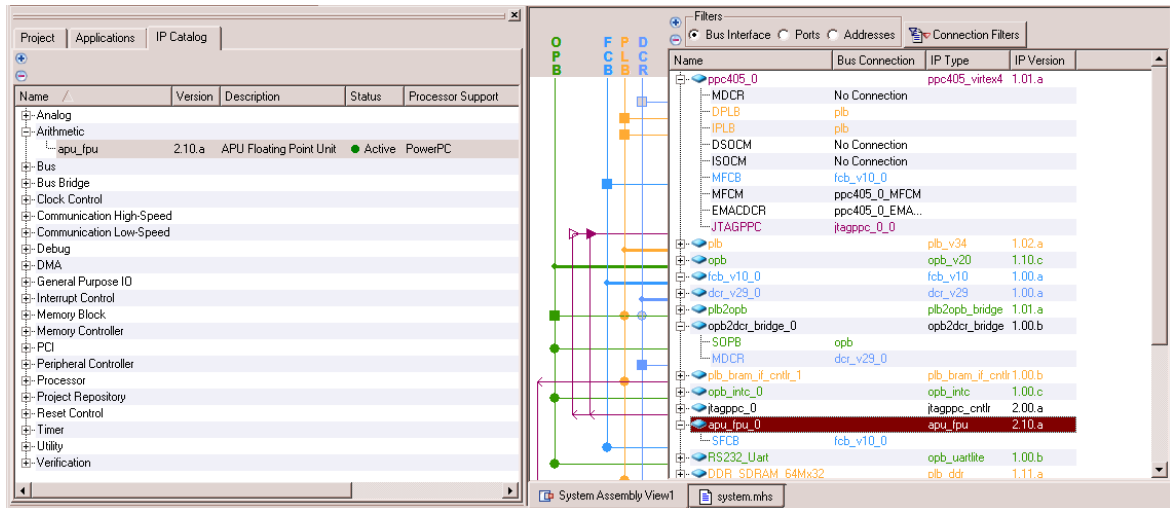 Project Applications IP Catalog
Name Version Description Status Processor Support
Analog
Arithmetic
apu_fpu 2.10.a APU Floating Point Unit Active PowerPC
Bus
Bus Bridge
Clock Control
Communication High-Speed
Communication Low-Speed
Debug
DMA
General Purpose IO
Interrupt Control
Memory Block
Memory Controller
PCI
Peripheral Controller
Processor
Project Repository
Reset Control
Timer
Utility
Verification
OPB FCB PLB DCR
Filters
Bus Interface Ports Addresses Connection Filters
Name Bus Connection IP Type IP Version
ppc405_0 ppc405_virtex4 1.01.a
MDCR No Connection
DPLB plb
IPLB plb
DSOCM No Connection
ISOCM No Connection
MFCB fcb_v10_0
MFCM ppc405_0_MFCM
EMACDCR ppc405_0_EMA...
JTAGPPC jtagppc_0_0
plb plb_v34 1.02.a
opb opb_v20 1.10.c
fcb_v10_0 fcb_v10 1.00.a
dcr_v29_0 dcr_v29 1.00.a
plb2opb plb2opb_bridge 1.01.a
opb2dcr_bridge_0 opb2dcr_bridge 1.00.b
SOPB opb
MDCR dcr_v29_0
plb_bram_if_cntlr_1 plb_bram_if_cntlr 1.00.b
opb_intc_0 opb_intc 1.00.c
jtagppc_0 jtagppc_cntlr 2.00.a
apu_fpu_0 apu_fpu 2.10.a
SFCB fcb_v10_0
RS232_Uart opb_uartlite 1.00.b
DDR_SDRAM_64Mx32 plb_ddr 1.11.a
System Assembly View1 system.mhs